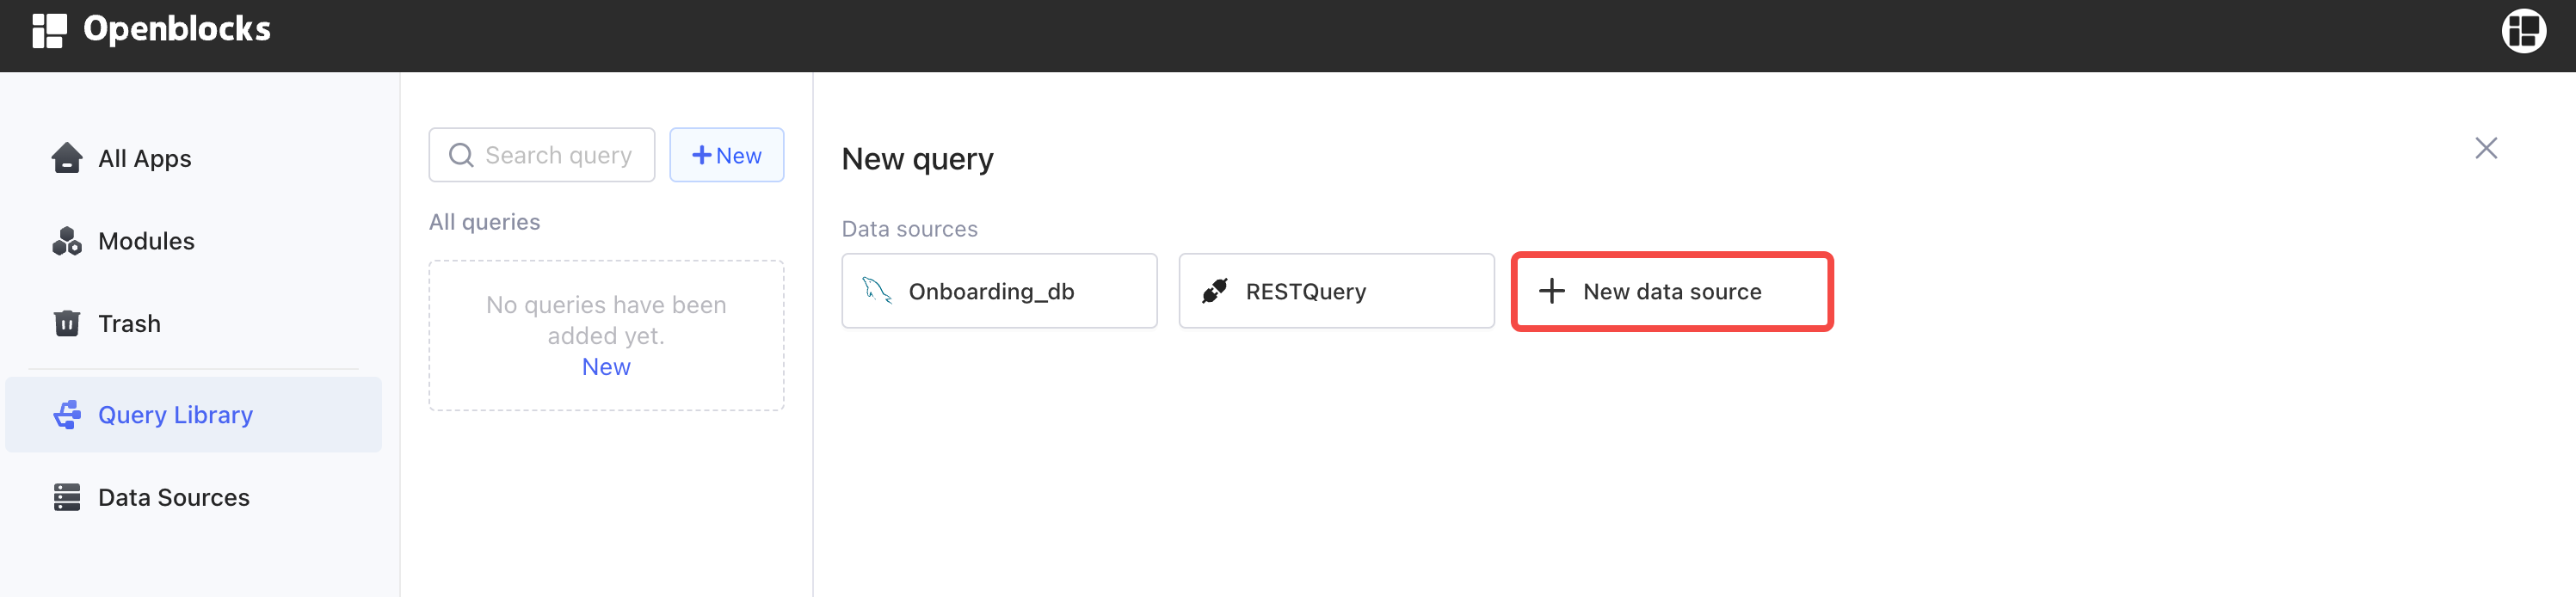 Openblocks
All Apps
Modules
Trash
Query Library
Data Sources
Search query
New
All queries
No queries have been
added yet.
New
New query
Data sources
Onboarding_db
RESTQuery
New data source